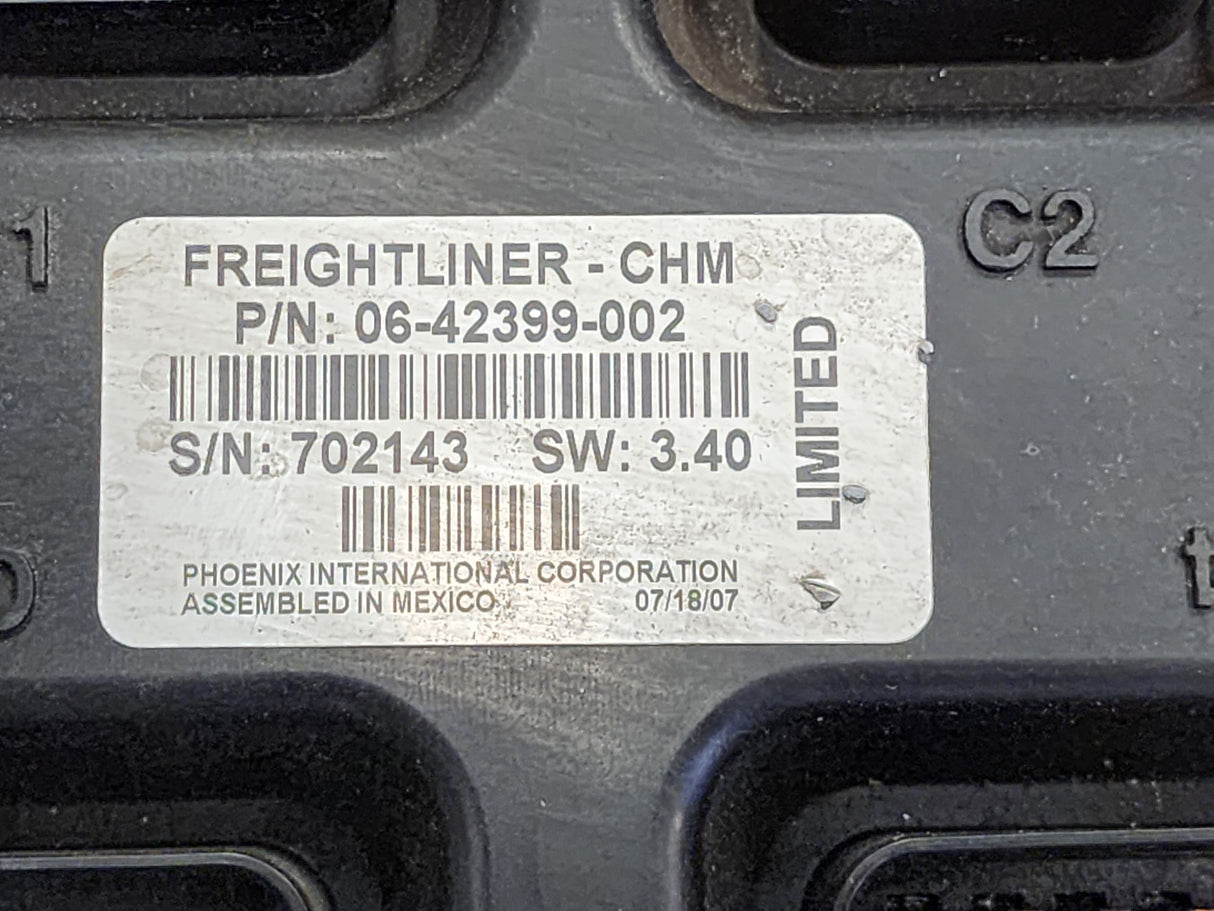 FREIGHTLINER - CHM
P/N: 06-42399-002
S/N: 702143 SW: 3.40
PHOENIX INTERNATIONAL CORPORATION
ASSEMBLED IN MEXICO 07/18/07
LIMITED
1
C2